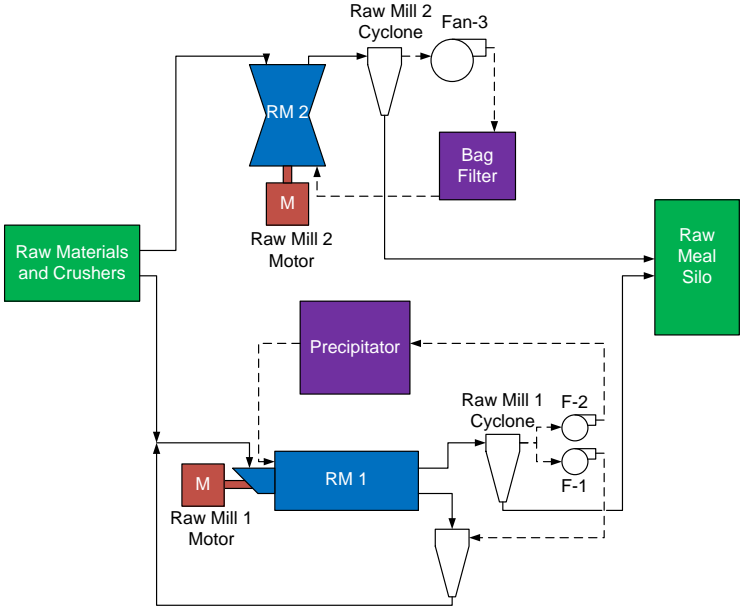 Raw Mill 2
Cyclone
Fan-3
RM 2
Bag
Filter
M
Raw Mill 2
Motor
Raw Materials
and Crushers
Raw
Meal
Silo
Precipitator
Raw Mill 1
Cyclone
F-2
F-1
RM 1
M
Raw Mill 1
Motor